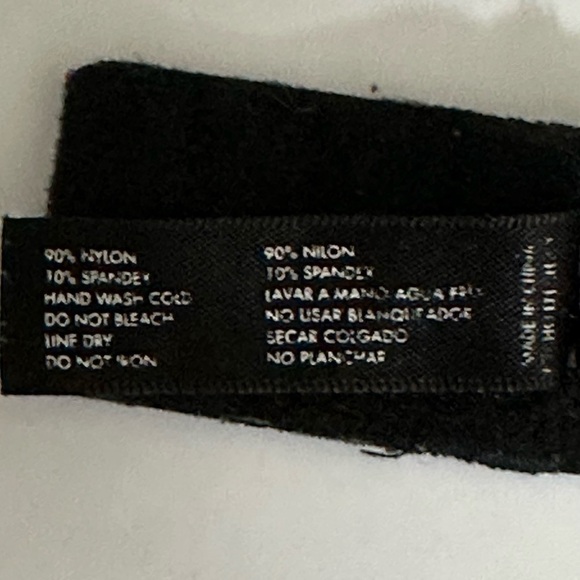 90% NYLON
10% SPANDEX
HAND WASH COLD
DO NOT BLEACH
LINE DRY
DO NOT IRON
90% NILON
10% SPANDEX
LAVAR A MANO AGUA FRIA
NO USAR BLANQUEADOR
SECAR COLGADO
NO PLANCHAR
MADE IN CHINA